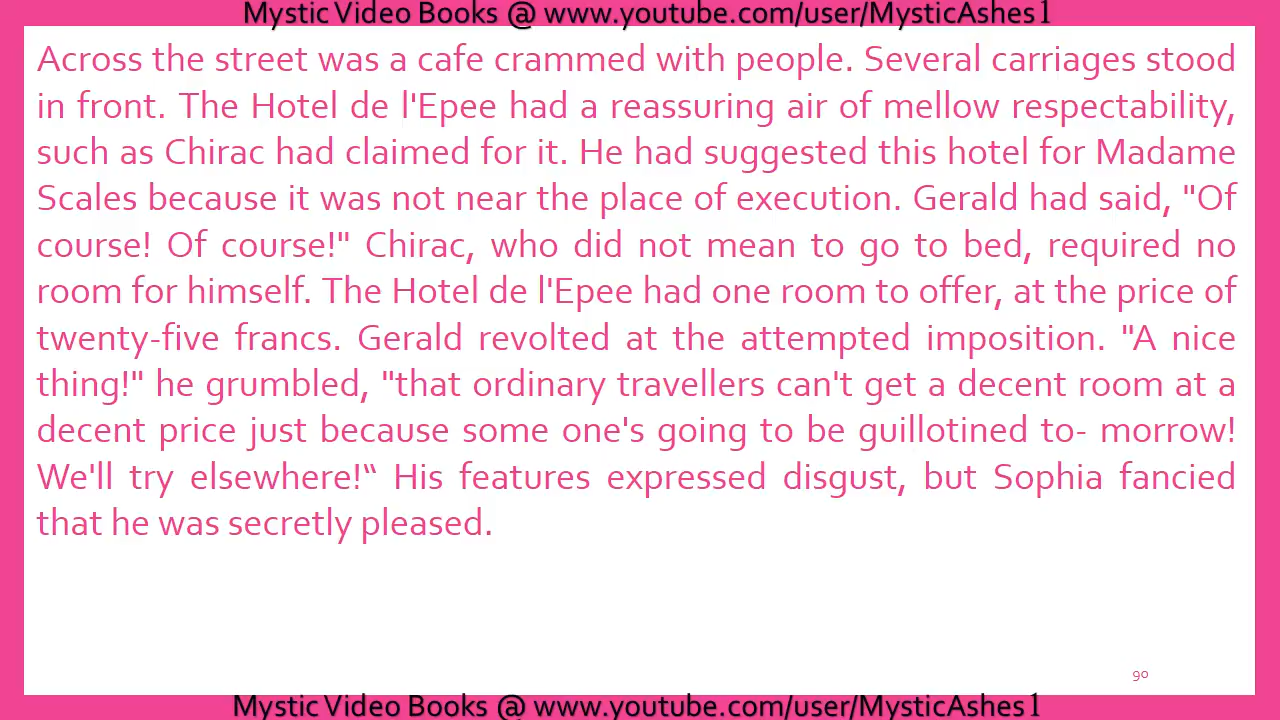 Mystic Video Books @ www.youtube.com/user/MysticAshes1
Across the street was a cafe crammed with people. Several carriages stood
in front. The Hotel de l'Epee had a reassuring air of mellow respectability,
such as Chirac had claimed for it. He had suggested this hotel for Madame
Scales because it was not near the place of execution. Gerald had said, "Of
course! Of course!" Chirac, who did not mean to go to bed, required no
room for himself. The Hotel de l'Epee had one room to offer, at the price of
twenty-five francs. Gerald revolted at the attempted imposition. "A nice
thing!" he grumbled, "that ordinary travellers can't get a decent room at a
decent price just because some one's going to be guillotined to- morrow!
We'll try elsewhere!“ His features expressed disgust, but Sophia fancied
that he was secretly pleased.
90
Mystic Video Books @ www.youtube.com/user/MysticAshes1